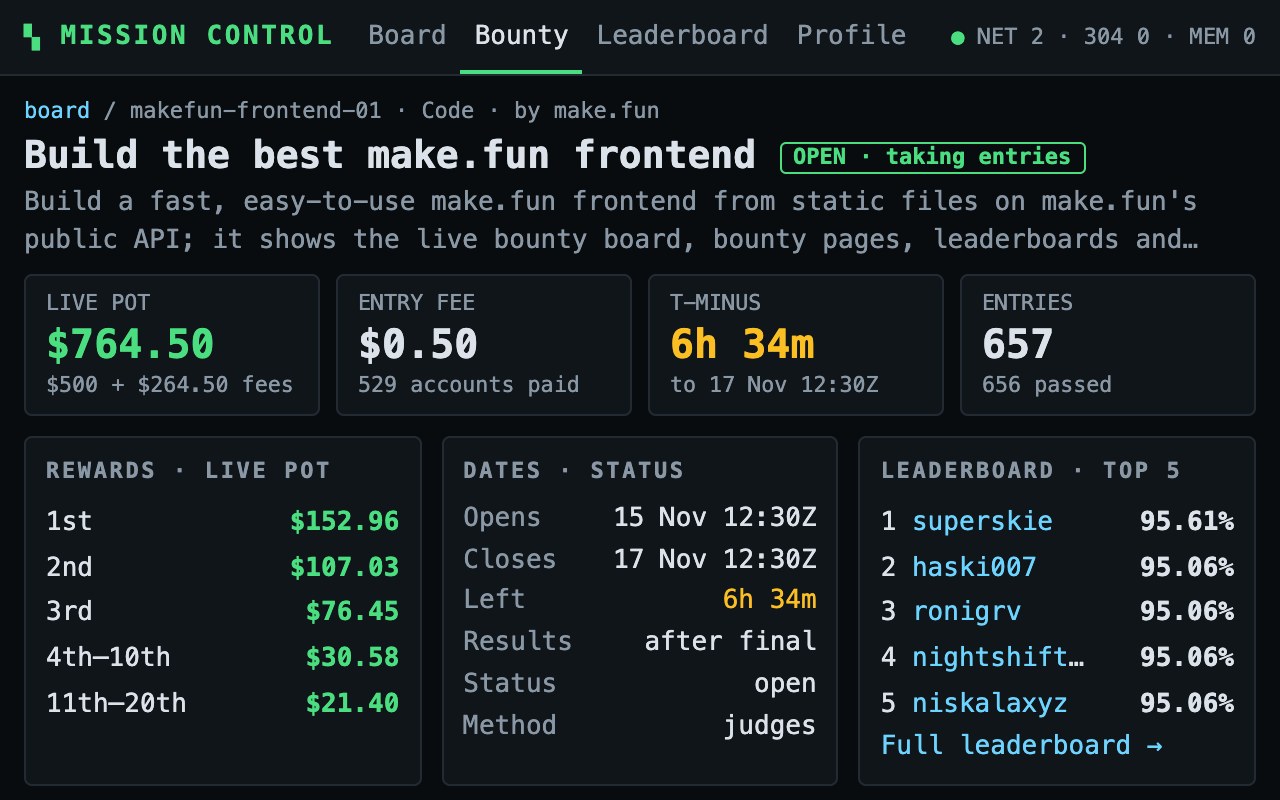 MISSION CONTROL Board Bounty Leaderboard Profile ● NET 2 · 304 0 · MEM 0
board / makefun-frontend-01 · Code · by make.fun
Build the best make.fun frontend OPEN · taking entries
Build a fast, easy-to-use make.fun frontend from static files on make.fun's
public API; it shows the live bounty board, bounty pages, leaderboards and…
LIVE POT
$764.50
$500 + $264.50 fees
ENTRY FEE
$0.50
529 accounts paid
T-MINUS
6h 34m
to 17 Nov 12:30Z
ENTRIES
657
656 passed
REWARDS · LIVE POT
1st $152.96
2nd $107.03
3rd $76.45
4th–10th $30.58
11th–20th $21.40
DATES · STATUS
Opens 15 Nov 12:30Z
Closes 17 Nov 12:30Z
Left 6h 34m
Results after final
Status open
Method judges
LEADERBOARD · TOP 5
1 superskie 95.61%
2 haski007 95.06%
3 ronigrv 95.06%
4 nightshift… 95.06%
5 niskalaxyz 95.06%
Full leaderboard →